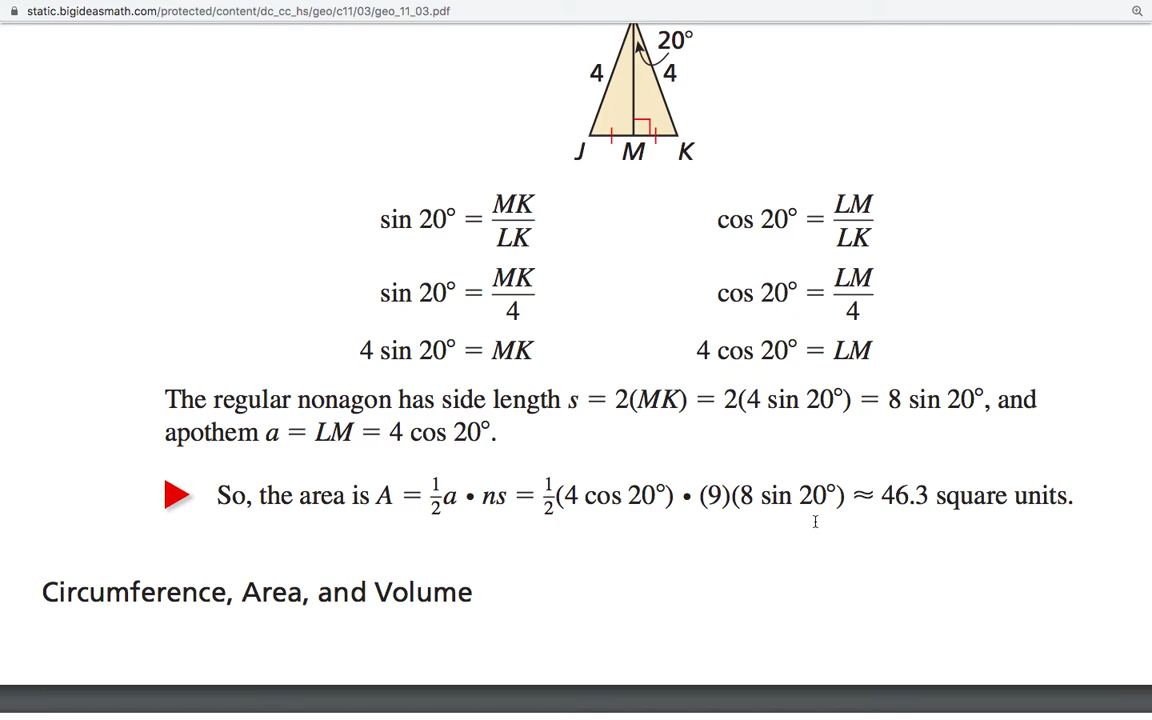 static.bigideasmath.com/protected/content/dc_cc_hs/geo/c11/03/geo_11_03.pdf
20°
4 4
J M K
sin 20° = MK/LK cos 20° = LM/LK
sin 20° = MK/4 cos 20° = LM/4
4 sin 20° = MK 4 cos 20° = LM
The regular nonagon has side length s = 2(MK) = 2(4 sin 20°) = 8 sin 20°, and
apothem a = LM = 4 cos 20°.
So, the area is A = 1/2 a • ns = 1/2 (4 cos 20°) • (9)(8 sin 20°) ≈ 46.3 square units.
Circumference, Area, and Volume